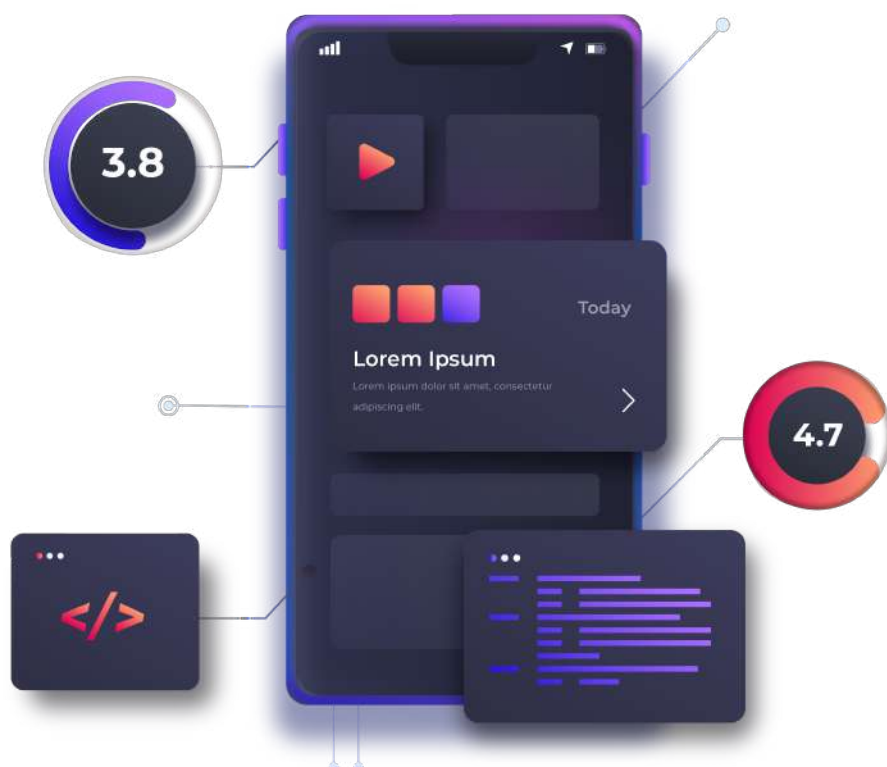 3.8
Today
Lorem Ipsum
Lorem ipsum dolor sit amet, consectetur
adipiscing elit.
4.7
</>